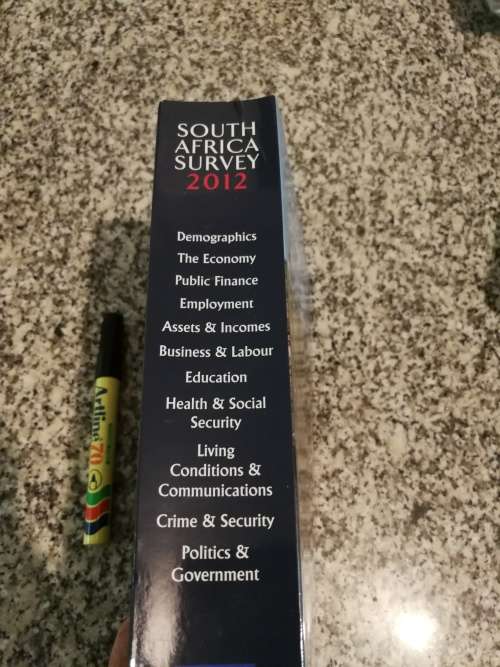 SOUTH
AFRICA
SURVEY
2012
Demographics
The Economy
Public Finance
Employment
Assets & Incomes
Business & Labour
Education
Health & Social
Security
Living
Conditions &
Communications
Crime & Security
Politics &
Government
Artline 70